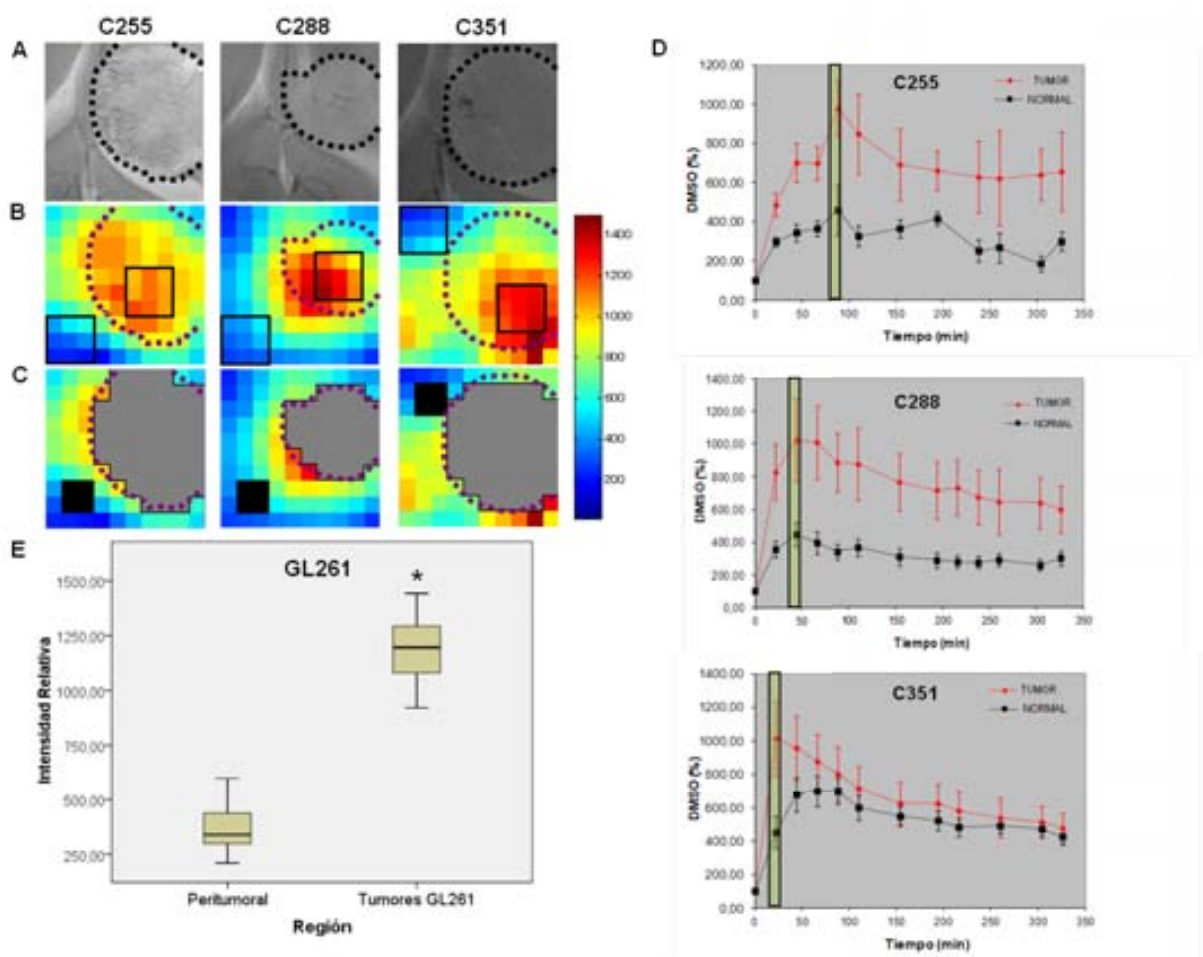 C255 C288 C351
A
B
C
1400
1200
1000
800
600
400
200
D
C255
TUMOR
NORMAL
DMSO (%)
1200,00
1000,00
800,00
600,00
400,00
200,00
0,00
0 50 100 150 200 250 300 350
Tiempo (min)
C288
TUMOR
NORMAL
DMSO (%)
1400,00
1200,00
1000,00
800,00
600,00
400,00
200,00
0,00
0 50 100 150 200 250 300 350
Tiempo (min)
C351
TUMOR
NORMAL
DMSO (%)
1400,00
1200,00
1000,00
800,00
600,00
400,00
200,00
0,00
0 50 100 150 200 250 300 350
Tiempo (min)
E
GL261
*
Intensidad Relativa
1500,00
1250,00
1000,00
750,00
500,00
250,00
Peritumoral Tumores GL261
Región